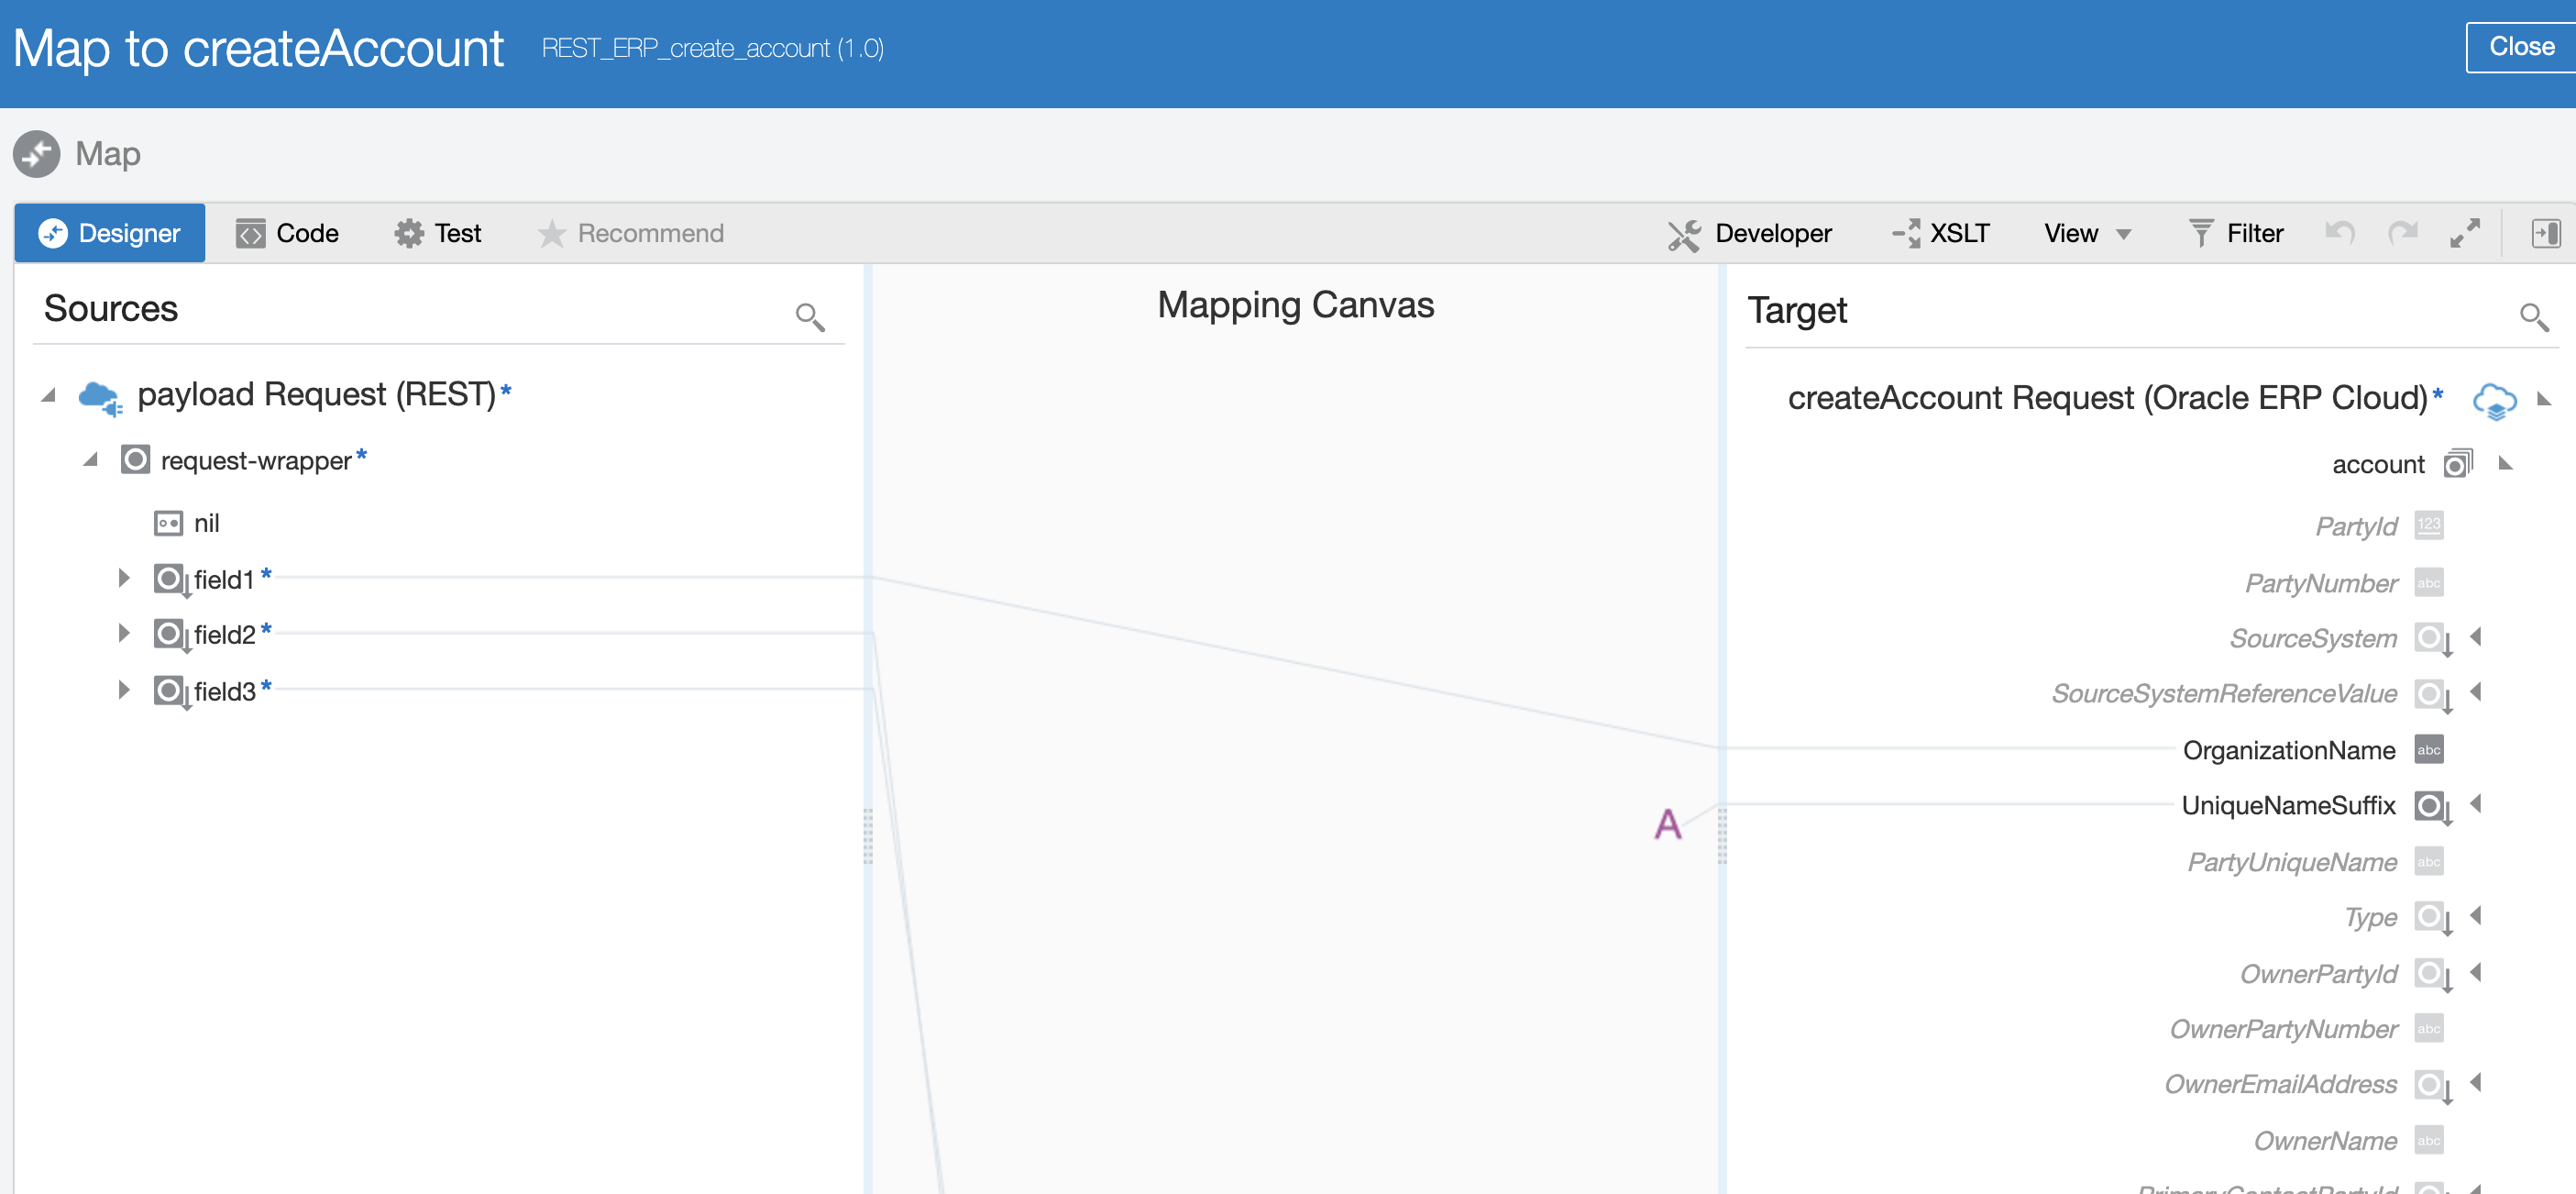 Map to createAccount REST_ERP_create_account (1.0) Close
Map
Designer Code Test Recommend Developer XSLT View Filter
Sources
Mapping Canvas
Target
payload Request (REST)*
request-wrapper*
nil
field1*
field2*
field3*
A
createAccount Request (Oracle ERP Cloud)*
account
PartyId 123
PartyNumber abc
SourceSystem
SourceSystemReferenceValue
OrganizationName abc
UniqueNameSuffix
PartyUniqueName abc
Type
OwnerPartyId
OwnerPartyNumber abc
OwnerEmailAddress
OwnerName abc
PrimaryContactPartyId